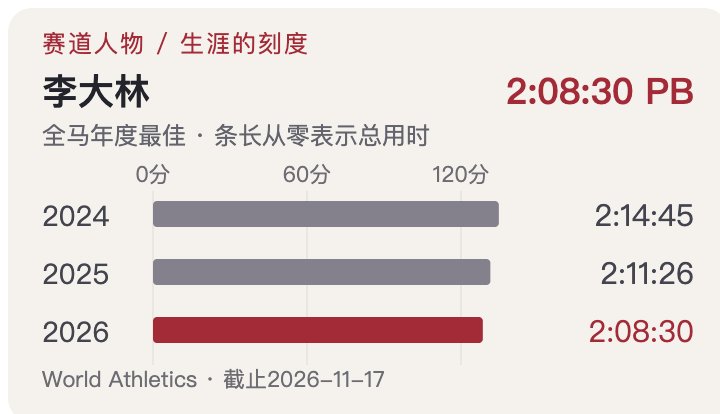 赛道人物 / 生涯的刻度
李大林 2:08:30 PB
全马年度最佳 · 条长从零表示总用时
0分 60分 120分
2024 2:14:45
2025 2:11:26
2026 2:08:30
World Athletics · 截止2026-11-17